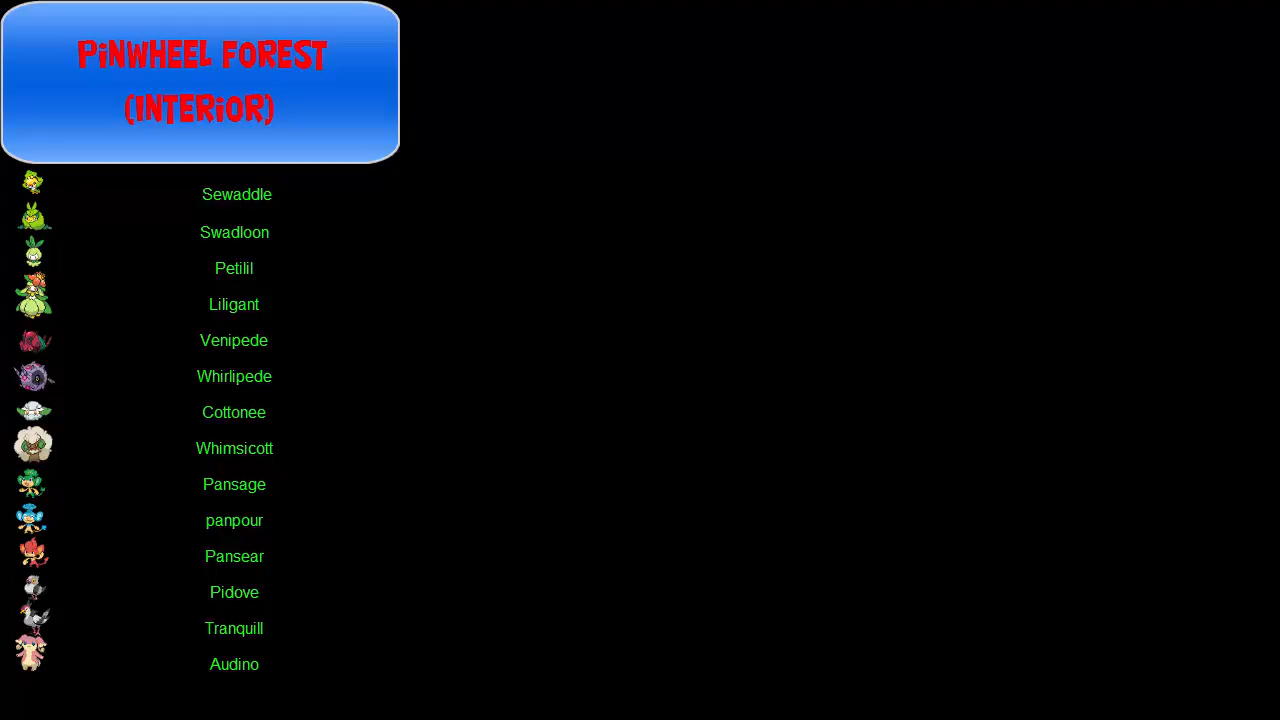 PiNWHEEL FOREST
(INTERiOR)
Sewaddle
Swadloon
Petilil
Liligant
Venipede
Whirlipede
Cottonee
Whimsicott
Pansage
panpour
Pansear
Pidove
Tranquill
Audino